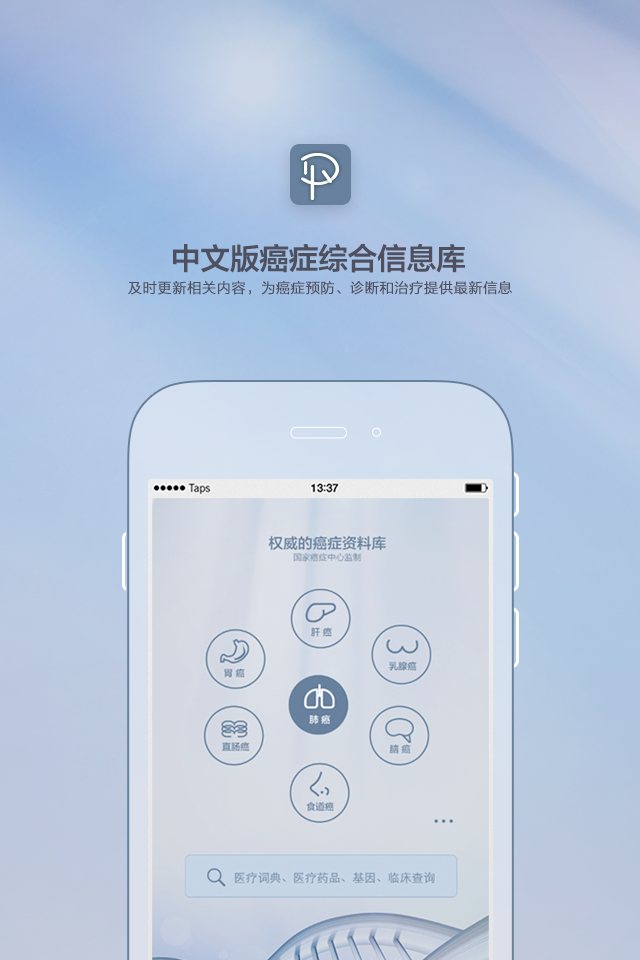 中文版癌症综合信息库
及时更新相关内容，为癌症预防、诊断和治疗提供最新信息
●●●●● Taps 13:37
权威的癌症资料库
国家癌症中心监制
肝癌
胃癌
乳腺癌
肺癌
直肠癌
脑癌
食道癌
医疗词典、医疗药品、基因、临床查询